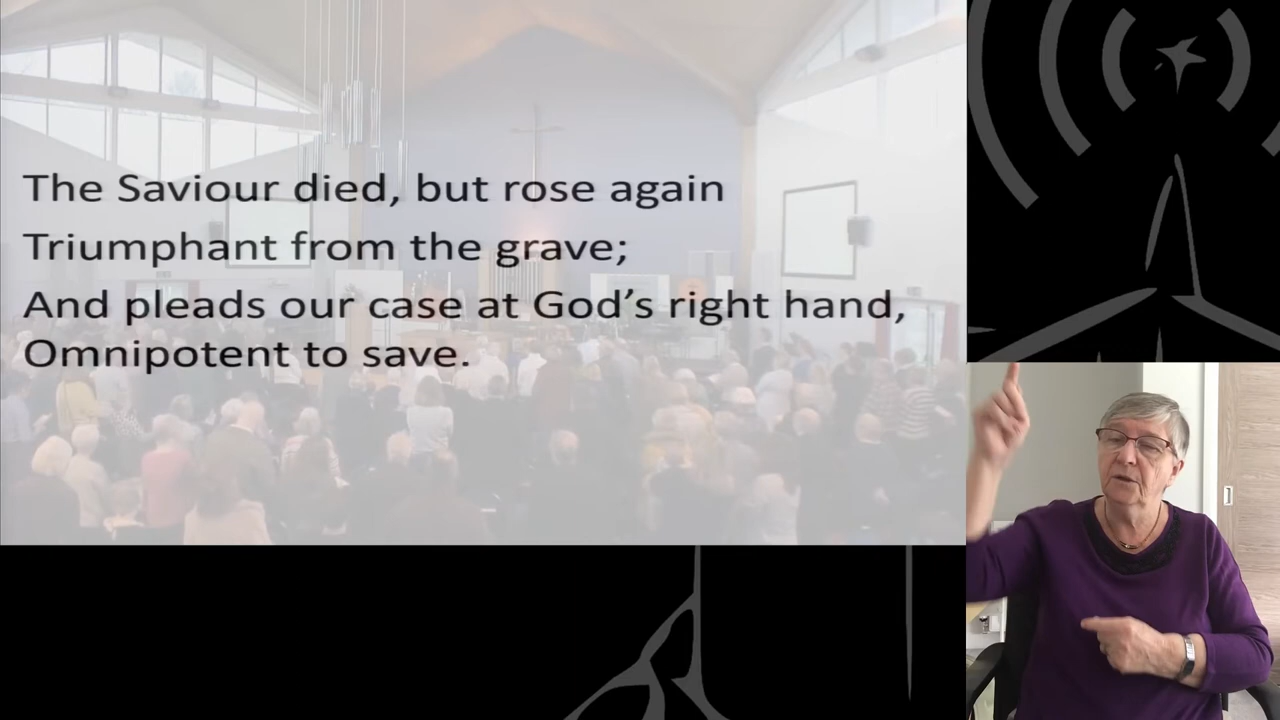 The Saviour died, but rose again
Triumphant from the grave;
And pleads our case at God’s right hand,
Omnipotent to save.